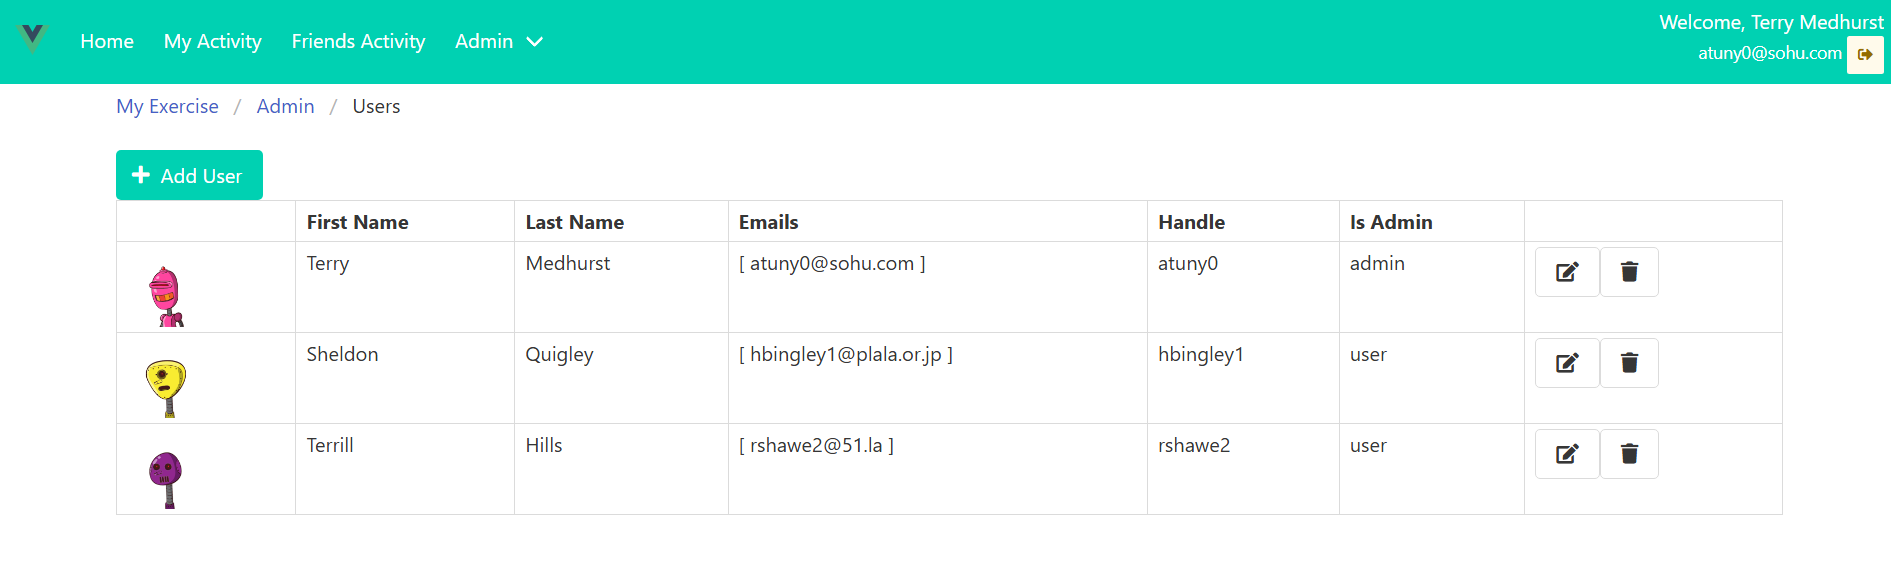 Home My Activity Friends Activity Admin
Welcome, Terry Medhurst
atuny0@sohu.com
My Exercise / Admin / Users
Add User
First Name Last Name Emails Handle Is Admin
Terry Medhurst [ atuny0@sohu.com ] atuny0 admin
Sheldon Quigley [ hbingley1@plala.or.jp ] hbingley1 user
Terrill Hills [ rshawe2@51.la ] rshawe2 user